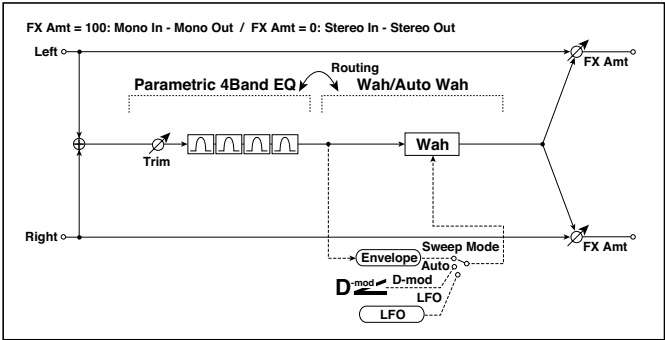 FX Amt = 100: Mono In - Mono Out / FX Amt = 0: Stereo In - Stereo Out
Left
FX Amt
Routing
Parametric 4Band EQ
Wah/Auto Wah
Trim
Wah
Right
FX Amt
Sweep Mode
Envelope
Auto
D-mod
D-mod
LFO
LFO